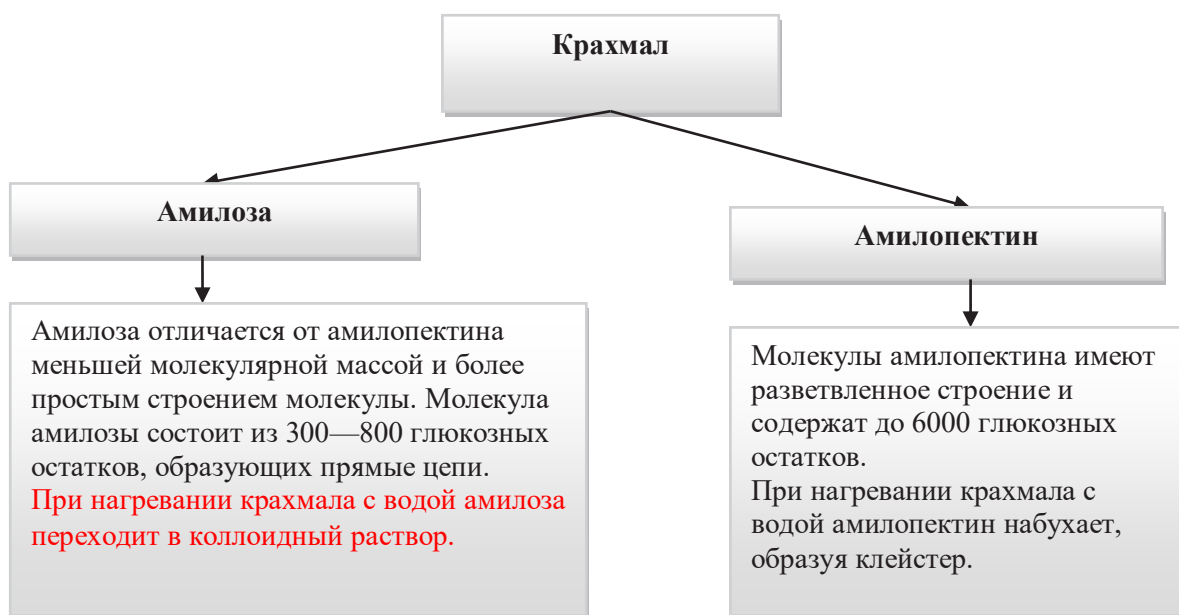 Крахмал
Амилоза
Амилопектин
Амилоза отличается от амилопектина
меньшей молекулярной массой и более
простым строением молекулы. Молекула
амилозы состоит из 300—800 глюкозных
остатков, образующих прямые цепи.
При нагревании крахмала с водой амилоза
переходит в коллоидный раствор.
Молекулы амилопектина имеют
разветвленное строение и
содержат до 6000 глюкозных
остатков.
При нагревании крахмала с
водой амилопектин набухает,
образуя клейстер.